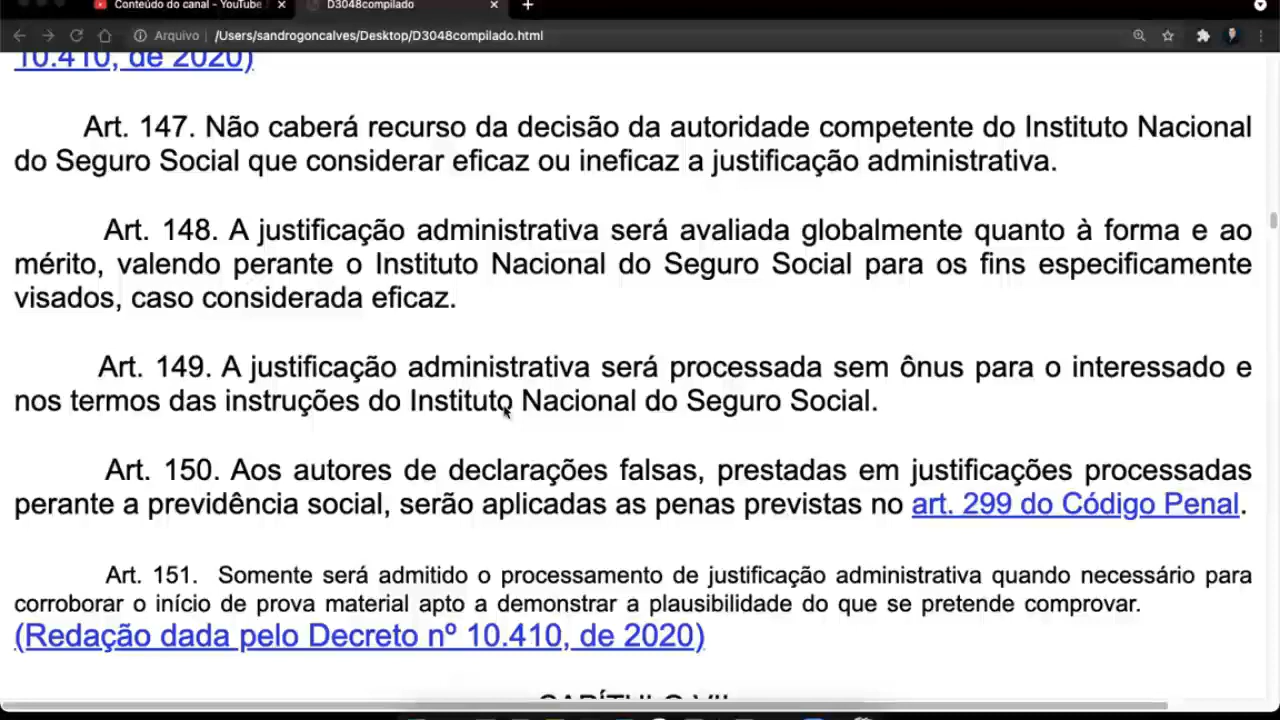 Conteúdo do canal - YouTube
D3048compilado
Arquivo
/Users/sandrogoncalves/Desktop/D3048compilado.html
10.410, de 2020)
Art. 147. Não caberá recurso da decisão da autoridade competente do Instituto Nacional
do Seguro Social que considerar eficaz ou ineficaz a justificação administrativa.
Art. 148. A justificação administrativa será avaliada globalmente quanto à forma e ao
mérito, valendo perante o Instituto Nacional do Seguro Social para os fins especificamente
visados, caso considerada eficaz.
Art. 149. A justificação administrativa será processada sem ônus para o interessado e
nos termos das instruções do Instituto Nacional do Seguro Social.
Art. 150. Aos autores de declarações falsas, prestadas em justificações processadas
perante a previdência social, serão aplicadas as penas previstas no art. 299 do Código Penal.
Art. 151. Somente será admitido o processamento de justificação administrativa quando necessário para
corroborar o início de prova material apto a demonstrar a plausibilidade do que se pretende comprovar.
(Redação dada pelo Decreto nº 10.410, de 2020)
CAPÍTULO VII